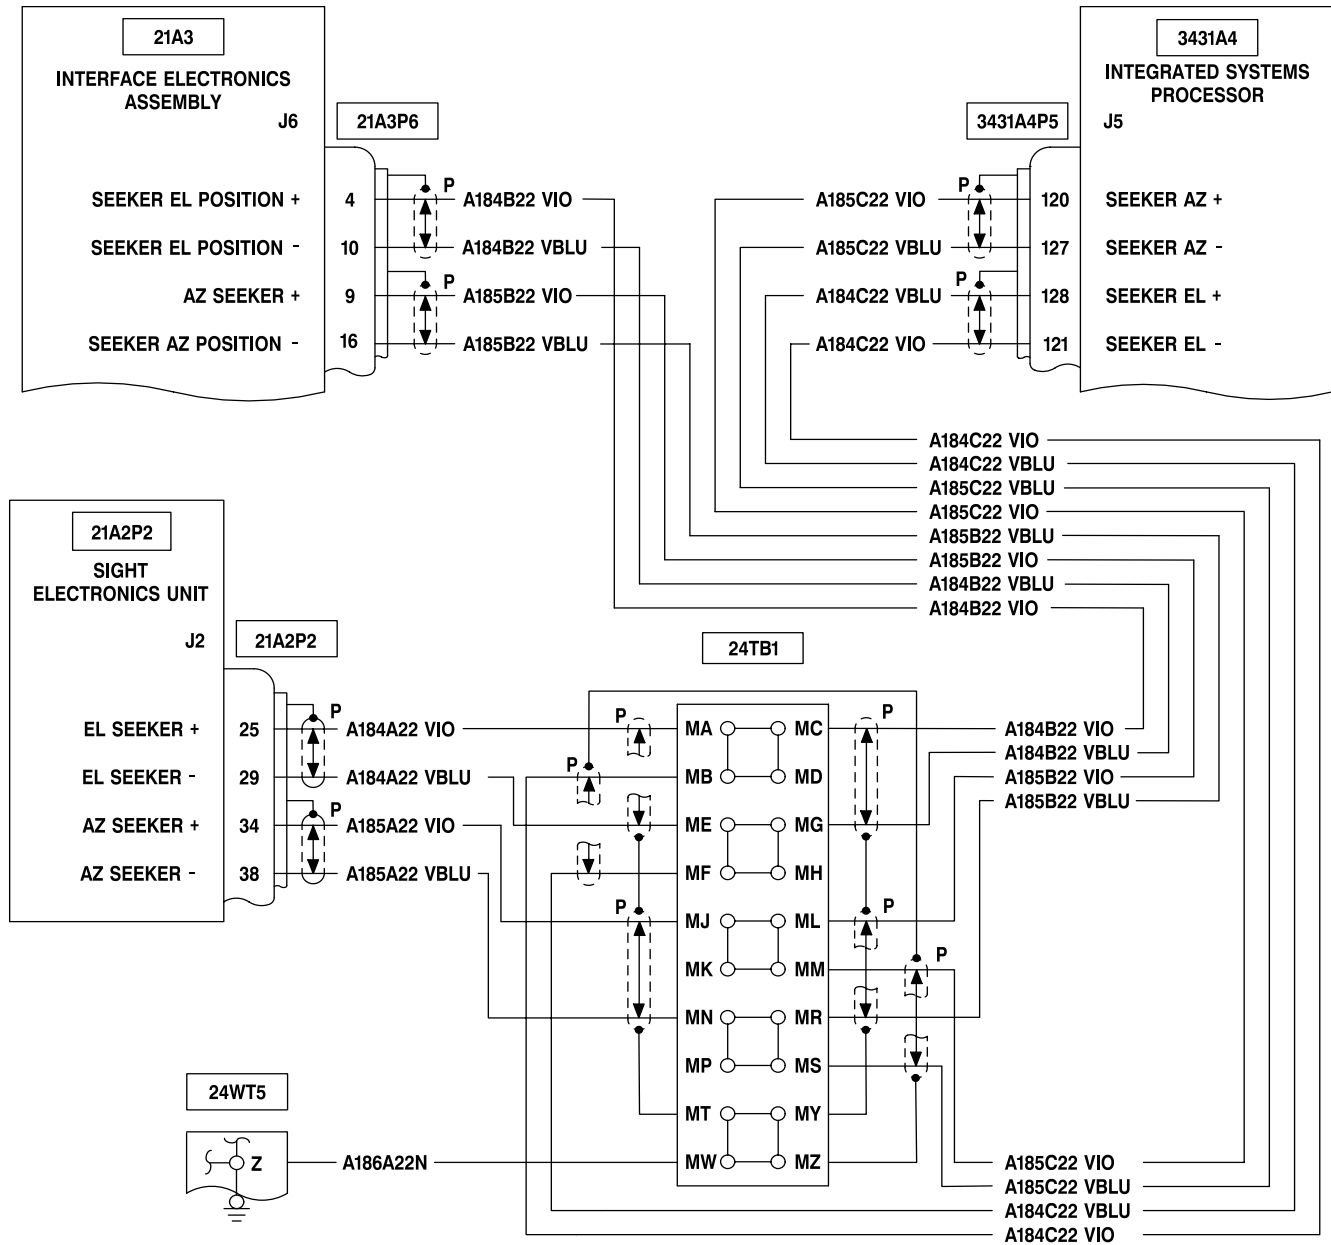 21A3
INTERFACE ELECTRONICS
ASSEMBLY
J6
21A3P6
SEEKER EL POSITION +
4
P
A184B22 VIO
SEEKER EL POSITION -
10
A184B22 VBLU
AZ SEEKER +
9
P
A185B22 VIO
SEEKER AZ POSITION -
16
A185B22 VBLU
3431A4
INTEGRATED SYSTEMS
PROCESSOR
3431A4P5
J5
A185C22 VIO
P
120
SEEKER AZ +
A185C22 VBLU
127
SEEKER AZ -
A184C22 VBLU
P
128
SEEKER EL +
A184C22 VIO
121
SEEKER EL -
A184C22 VIO
A184C22 VBLU
A185C22 VBLU
A185C22 VIO
A185B22 VBLU
A185B22 VIO
A184B22 VBLU
A184B22 VIO
21A2P2
SIGHT
ELECTRONICS UNIT
J2
21A2P2
EL SEEKER +
25
P
A184A22 VIO
EL SEEKER -
29
A184A22 VBLU
AZ SEEKER +
34
P
A185A22 VIO
AZ SEEKER -
38
A185A22 VBLU
24TB1
P
MA
MC
P
A184B22 VIO
A184B22 VBLU
P
MB
MD
A185B22 VIO
A185B22 VBLU
ME
MG
MF
MH
P
MJ
ML
P
MK
MM
P
MN
MR
MP
MS
MT
MY
MW
MZ
24WT5
Z
A186A22N
A185C22 VIO
A185C22 VBLU
A184C22 VBLU
A184C22 VIO